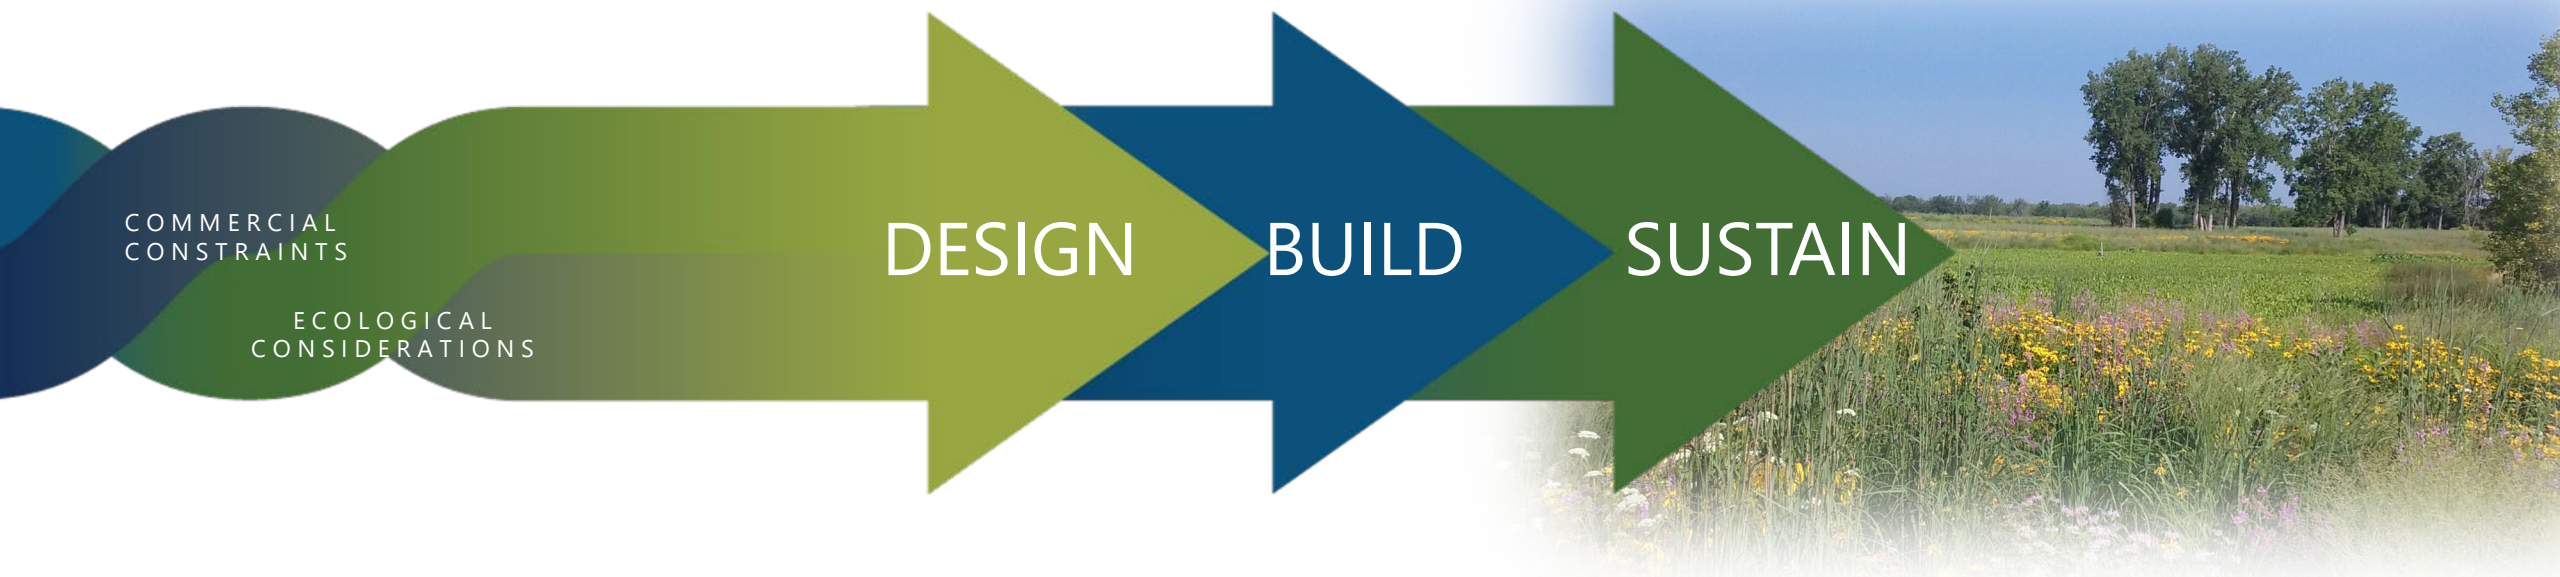 COMMERCIAL
CONSTRAINTS
ECOLOGICAL
CONSIDERATIONS
DESIGN BUILD SUSTAIN